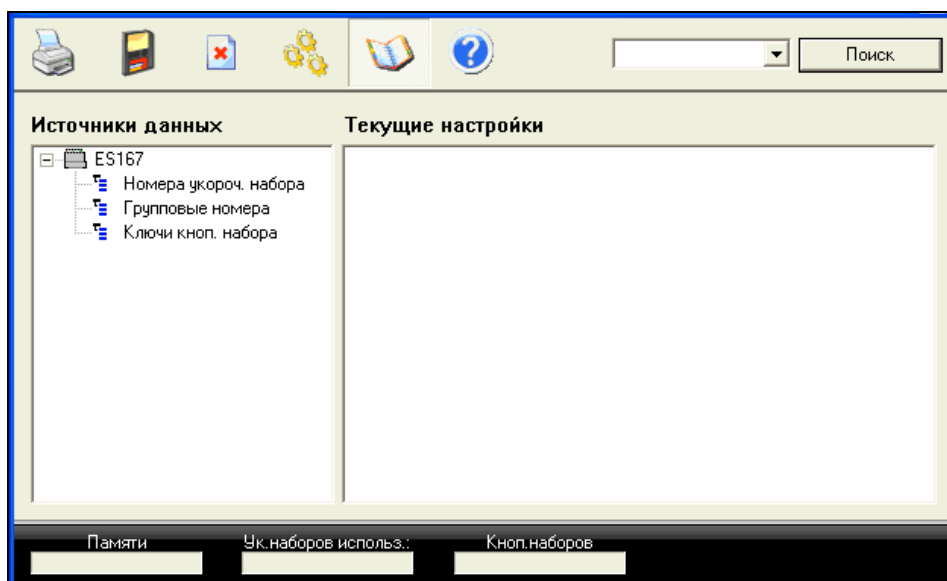 Поиск
Источники данных
Текущие настройки
ES167
Номера укороч. набора
Групповые номера
Ключи кноп. набора
Памяти
Ук.наборов использ.:
Кноп.наборов